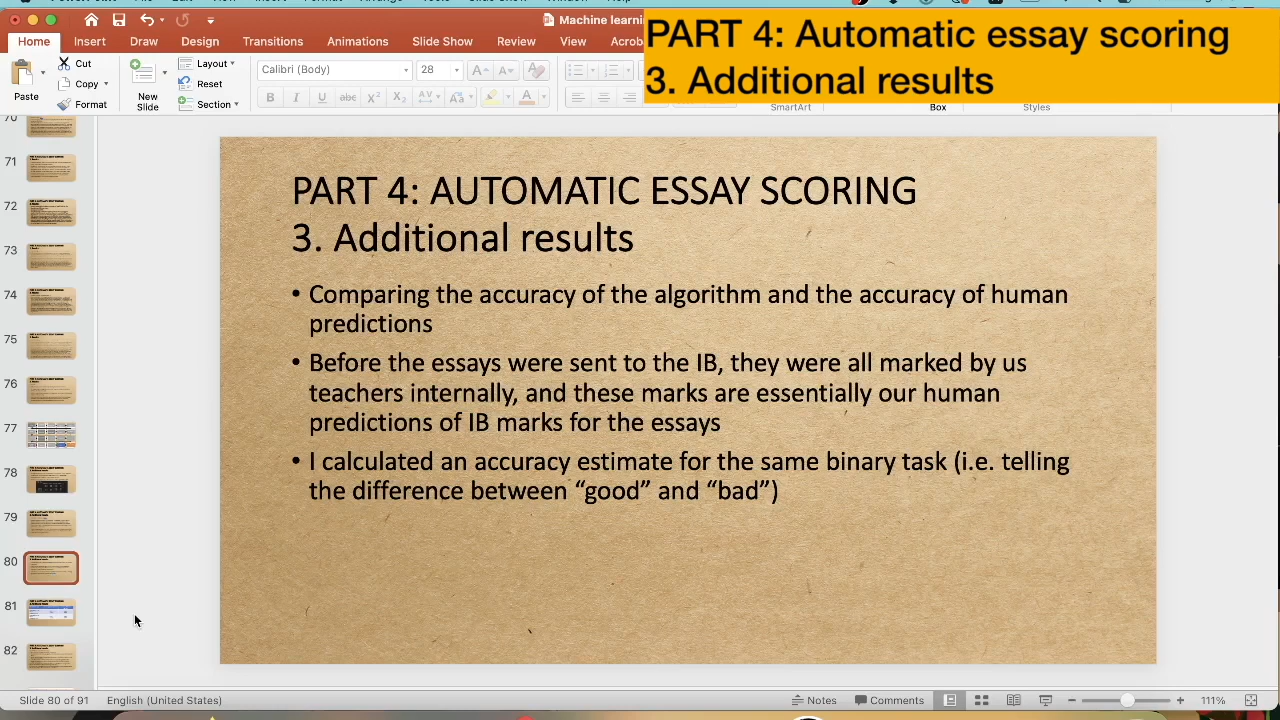 Machine learni
PART 4: Automatic essay scoring
3. Additional results
Home Insert Draw Design Transitions Animations Slide Show Review View Acrob
Cut
Copy
Format
Paste
New
Slide
Layout
Reset
Section
Calibri (Body) 28
SmartArt
Box
Styles
PART 4: AUTOMATIC ESSAY SCORING
3. Additional results
• Comparing the accuracy of the algorithm and the accuracy of human
predictions
• Before the essays were sent to the IB, they were all marked by us
teachers internally, and these marks are essentially our human
predictions of IB marks for the essays
• I calculated an accuracy estimate for the same binary task (i.e. telling
the difference between “good” and “bad”)
70
71
72
73
74
75
76
77
78
79
80
81
82
Slide 80 of 91 English (United States)
Notes Comments 111%